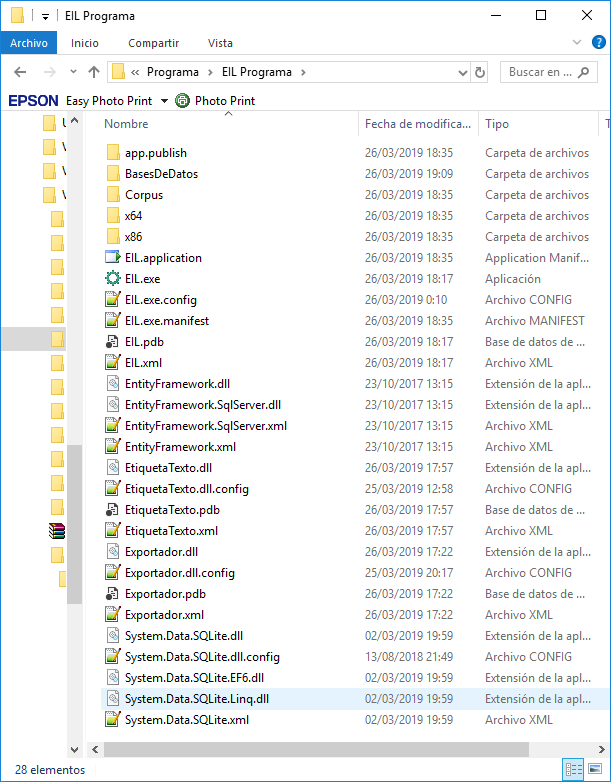 EIL Programa
Archivo Inicio Compartir Vista
« Programa > EIL Programa > Buscar en ...
EPSON Easy Photo Print Photo Print
Nombre Fecha de modifica... Tipo T
app.publish 26/03/2019 18:35 Carpeta de archivos
BasesDeDatos 26/03/2019 19:09 Carpeta de archivos
Corpus 26/03/2019 18:35 Carpeta de archivos
x64 26/03/2019 18:35 Carpeta de archivos
x86 26/03/2019 18:35 Carpeta de archivos
EIL.application 26/03/2019 18:35 Application Manif...
EIL.exe 26/03/2019 18:17 Aplicación
EIL.exe.config 26/03/2019 0:10 Archivo CONFIG
EIL.exe.manifest 26/03/2019 18:35 Archivo MANIFEST
EIL.pdb 26/03/2019 18:17 Base de datos de ...
EIL.xml 26/03/2019 18:17 Archivo XML
EntityFramework.dll 23/10/2017 13:15 Extensión de la apl...
EntityFramework.SqlServer.dll 23/10/2017 13:15 Extensión de la apl...
EntityFramework.SqlServer.xml 23/10/2017 13:15 Archivo XML
EntityFramework.xml 23/10/2017 13:15 Archivo XML
EtiquetaTexto.dll 26/03/2019 17:57 Extensión de la apl...
EtiquetaTexto.dll.config 25/03/2019 12:58 Archivo CONFIG
EtiquetaTexto.pdb 26/03/2019 17:57 Base de datos de ...
EtiquetaTexto.xml 26/03/2019 17:57 Archivo XML
Exportador.dll 26/03/2019 17:22 Extensión de la apl...
Exportador.dll.config 25/03/2019 20:17 Archivo CONFIG
Exportador.pdb 26/03/2019 17:22 Base de datos de ...
Exportador.xml 26/03/2019 17:22 Archivo XML
System.Data.SQLite.dll 02/03/2019 19:59 Extensión de la apl...
System.Data.SQLite.dll.config 13/08/2018 21:49 Archivo CONFIG
System.Data.SQLite.EF6.dll 02/03/2019 19:59 Extensión de la apl...
System.Data.SQLite.Linq.dll 02/03/2019 19:59 Extensión de la apl...
System.Data.SQLite.xml 02/03/2019 19:59 Archivo XML
28 elementos